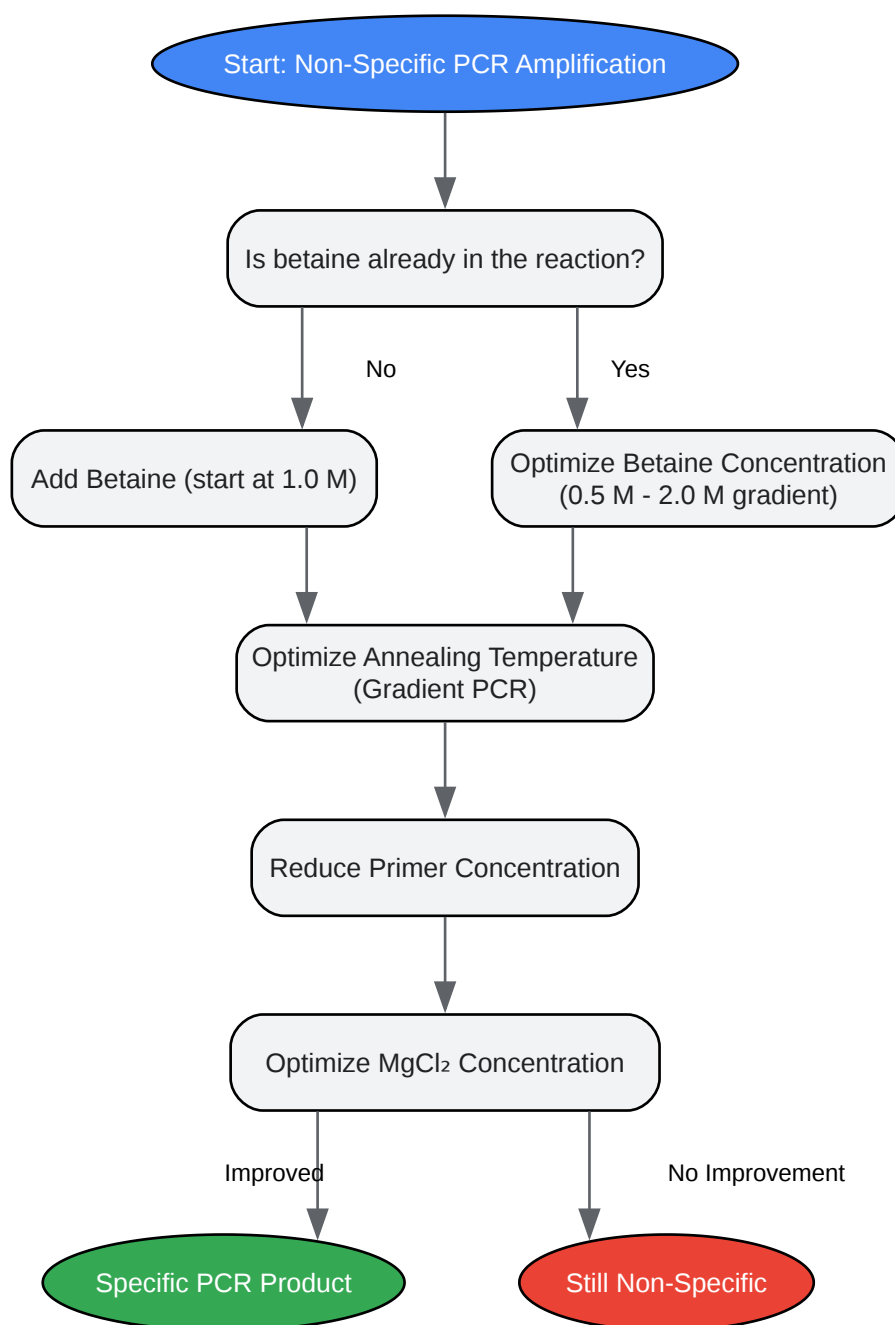 Start: Non-Specific PCR Amplification
Is betaine already in the reaction?
No
Yes
Add Betaine (start at 1.0 M)
Optimize Betaine Concentration
(0.5 M - 2.0 M gradient)
Optimize Annealing Temperature
(Gradient PCR)
Reduce Primer Concentration
Optimize MgCl₂ Concentration
Improved
No Improvement
Specific PCR Product
Still Non-Specific